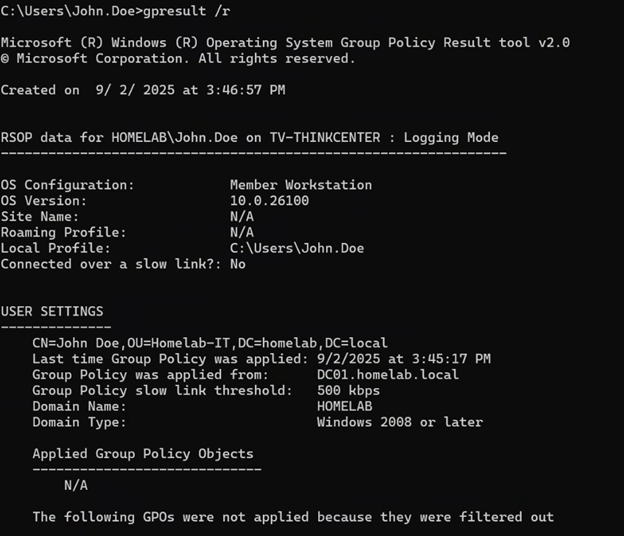 C:\Users\John.Doe>gpresult /r
Microsoft (R) Windows (R) Operating System Group Policy Result tool v2.0
© Microsoft Corporation. All rights reserved.
Created on  9/ 2/ 2025 at 3:46:57 PM
RSOP data for HOMELAB\John.Doe on TV-THINKCENTER : Logging Mode
----------------------------------------------------------------
OS Configuration:            Member Workstation
OS Version:                  10.0.26100
Site Name:                   N/A
Roaming Profile:             N/A
Local Profile:               C:\Users\John.Doe
Connected over a slow link?: No
USER SETTINGS
--------------
    CN=John Doe,OU=Homelab-IT,DC=homelab,DC=local
    Last time Group Policy was applied: 9/2/2025 at 3:45:17 PM
    Group Policy was applied from:      DC01.homelab.local
    Group Policy slow link threshold:   500 kbps
    Domain Name:                        HOMELAB
    Domain Type:                        Windows 2008 or later
    Applied Group Policy Objects
    -----------------------------
        N/A
    The following GPOs were not applied because they were filtered out